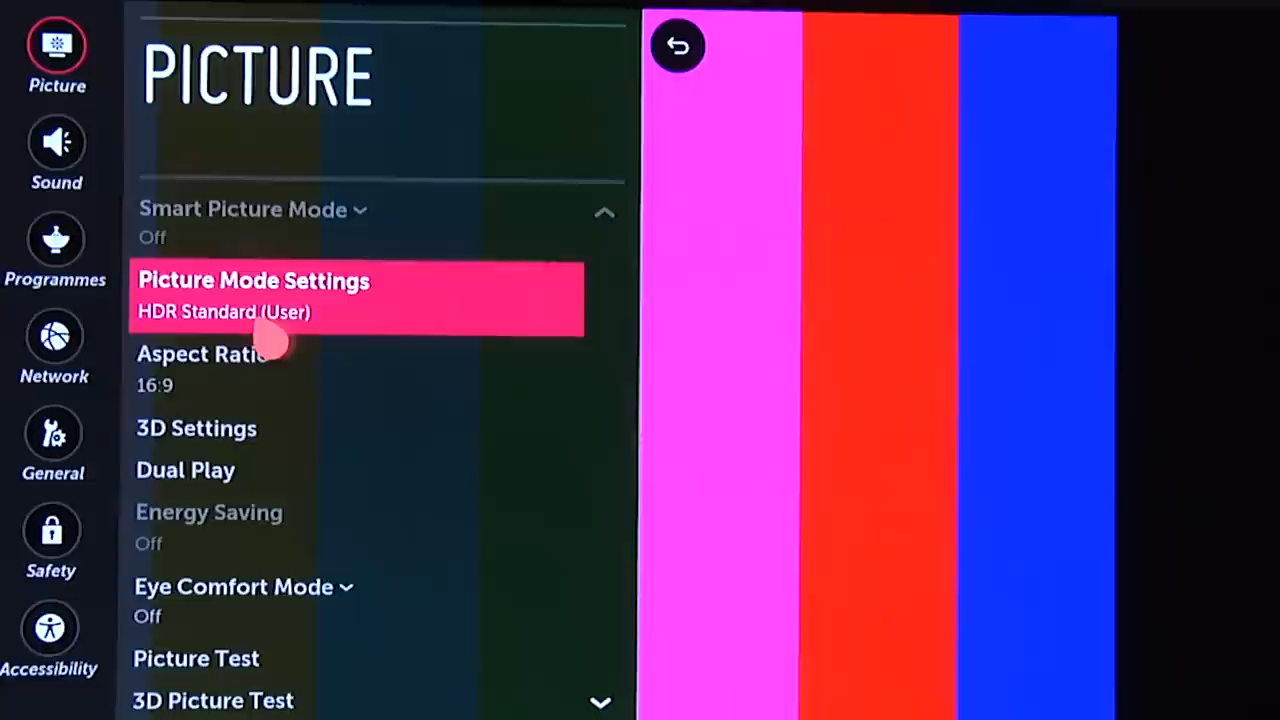 Picture
Sound
Programmes
Network
General
Safety
Accessibility
PICTURE
Smart Picture Mode
Off
Picture Mode Settings
HDR Standard (User)
Aspect Ratio
16:9
3D Settings
Dual Play
Energy Saving
Off
Eye Comfort Mode
Off
Picture Test
3D Picture Test